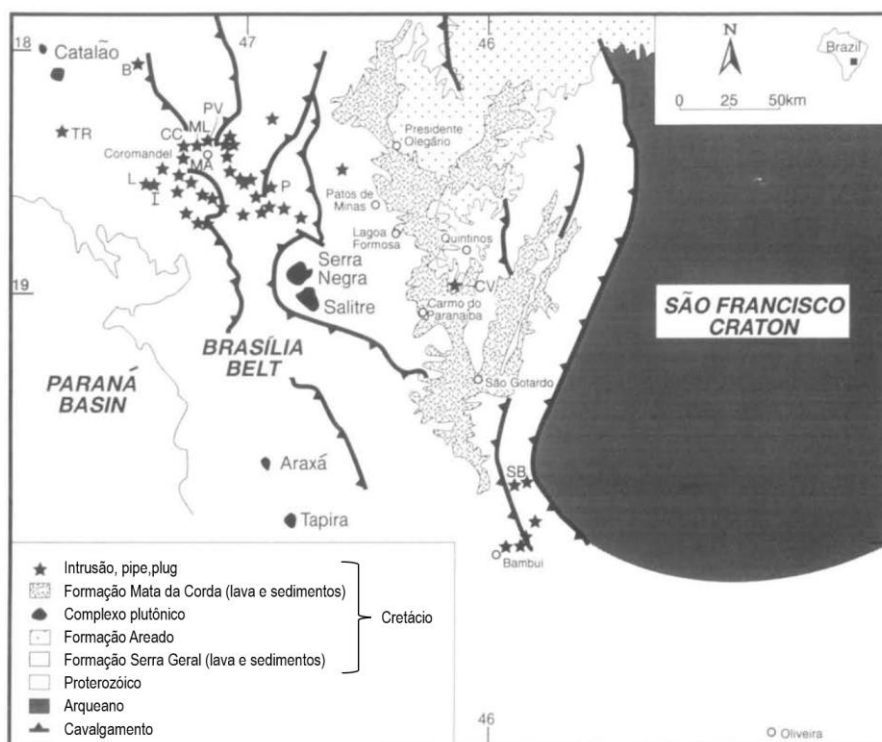 18
47
46
Brazil
Catalão
B
0 25 50km
PV
ML
CC
TR
Coromandel
MA
Presidente
Olegário
L
I
P
Patos de
Minas
Lagoa
Formosa
Quintinos
Serra
Negra
19
CV
Salitre
Carmo do
Paranaiba
SÃO FRANCISCO
CRATON
BRASÍLIA
BELT
PARANÁ
BASIN
São Gotardo
Araxá
SB
Tapira
Bambui
Intrusão, pipe,plug
Formação Mata da Corda (lava e sedimentos)
Complexo plutônico
Formação Areado
Formação Serra Geral (lava e sedimentos)
Proterozóico
Arqueano
Cavalgamento
Cretácio
46
Oliveira